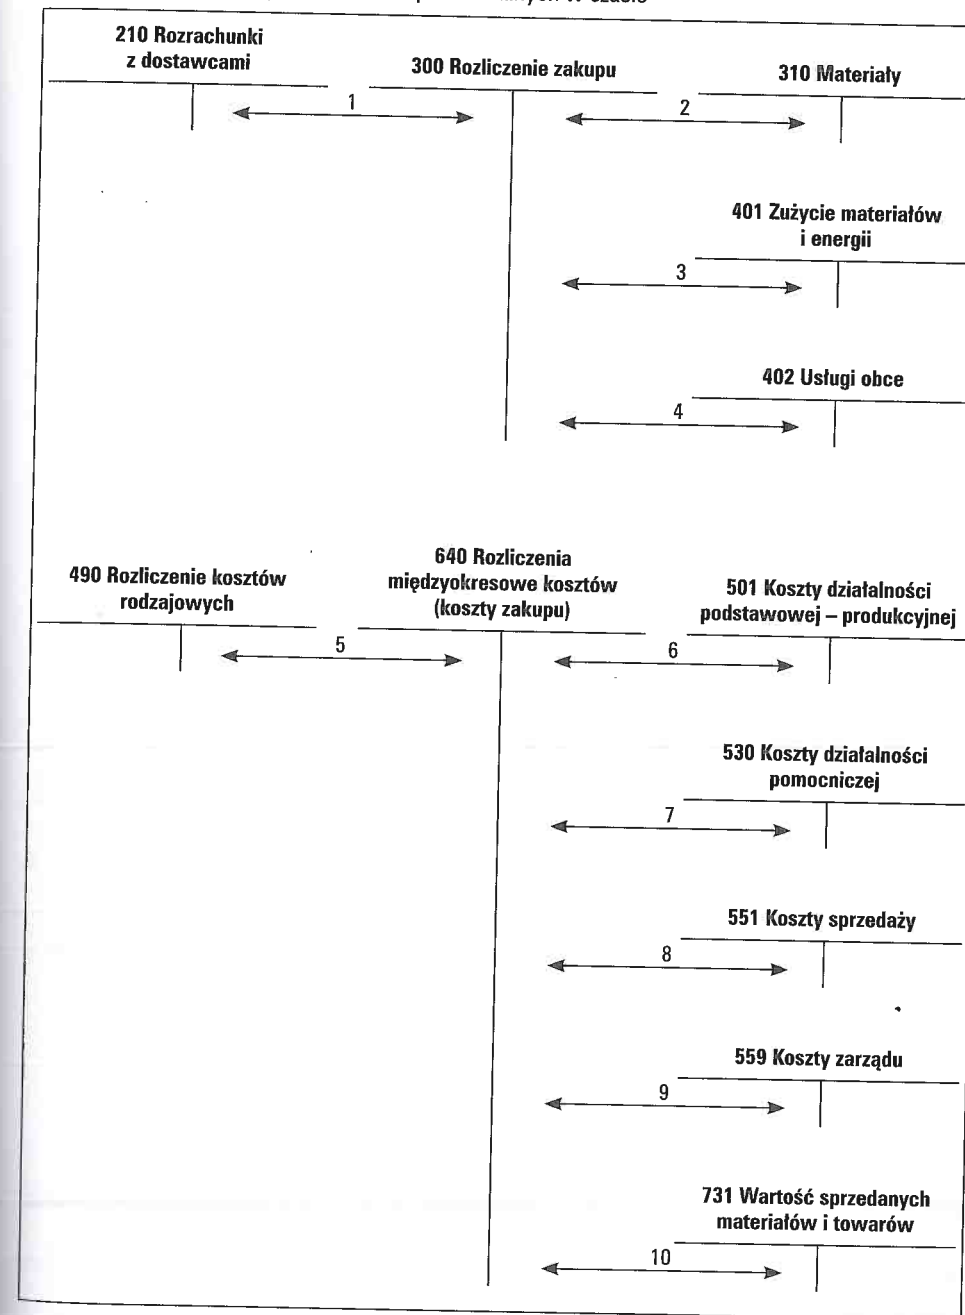 210 Rozrachunki
z dostawcami
300 Rozliczenie zakupu
310 Materiały
1
2
401 Zużycie materiałów
i energii
3
402 Usługi obce
4
490 Rozliczenie kosztów
rodzajowych
640 Rozliczenia
międzyokresowe kosztów
(koszty zakupu)
501 Koszty działalności
podstawowej – produkcyjnej
5
6
530 Koszty działalności
pomocniczej
7
551 Koszty sprzedaży
8
559 Koszty zarządu
9
731 Wartość sprzedanych
materiałów i towarów
10